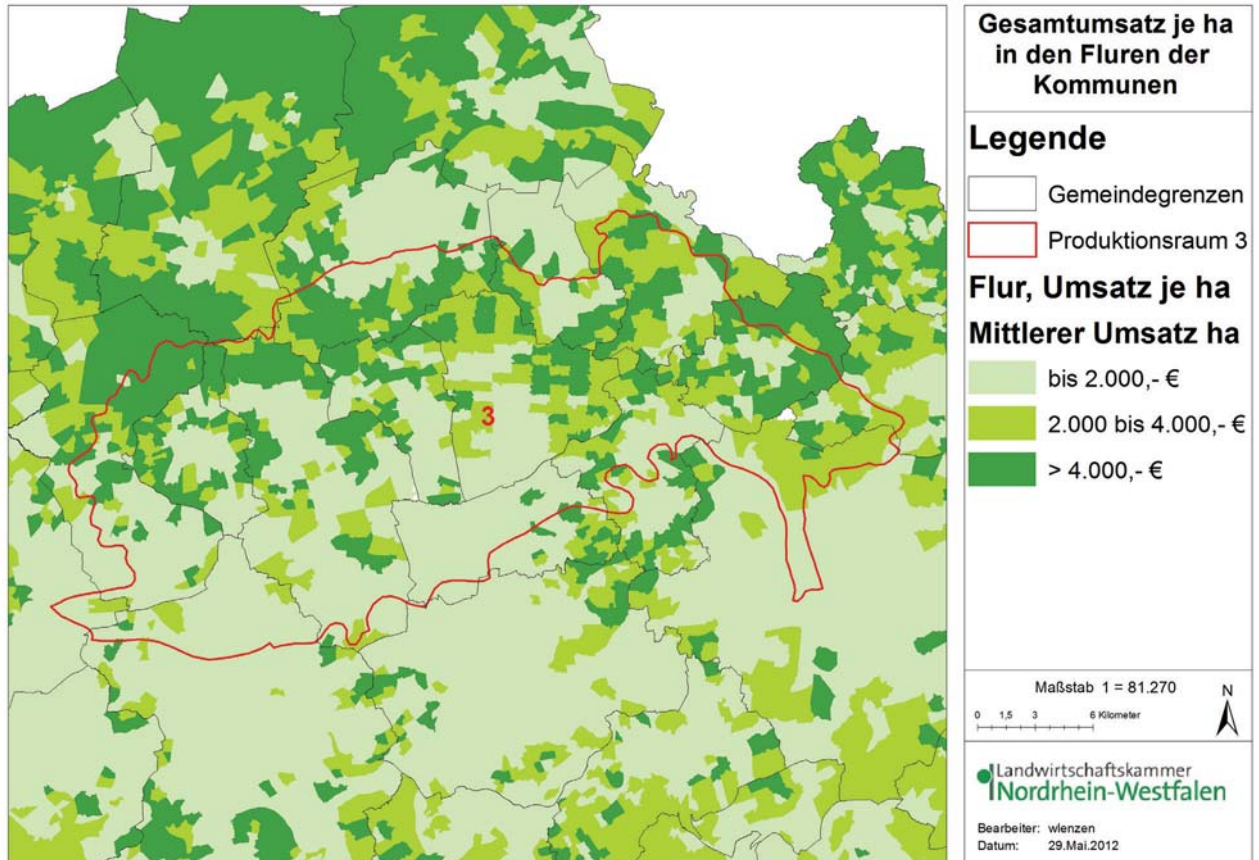 Gesamtumsatz je ha
in den Fluren der
Kommunen
Legende
Gemeindegrenzen
Produktionsraum 3
Flur, Umsatz je ha
Mittlerer Umsatz ha
bis 2.000,- €
2.000 bis 4.000,- €
> 4.000,- €
3
Maßstab 1 = 81.270
N
0 1,5 3 6 Kilometer
Landwirtschaftskammer
Nordrhein-Westfalen
Bearbeiter: wlenzen
Datum: 29.Mai.2012